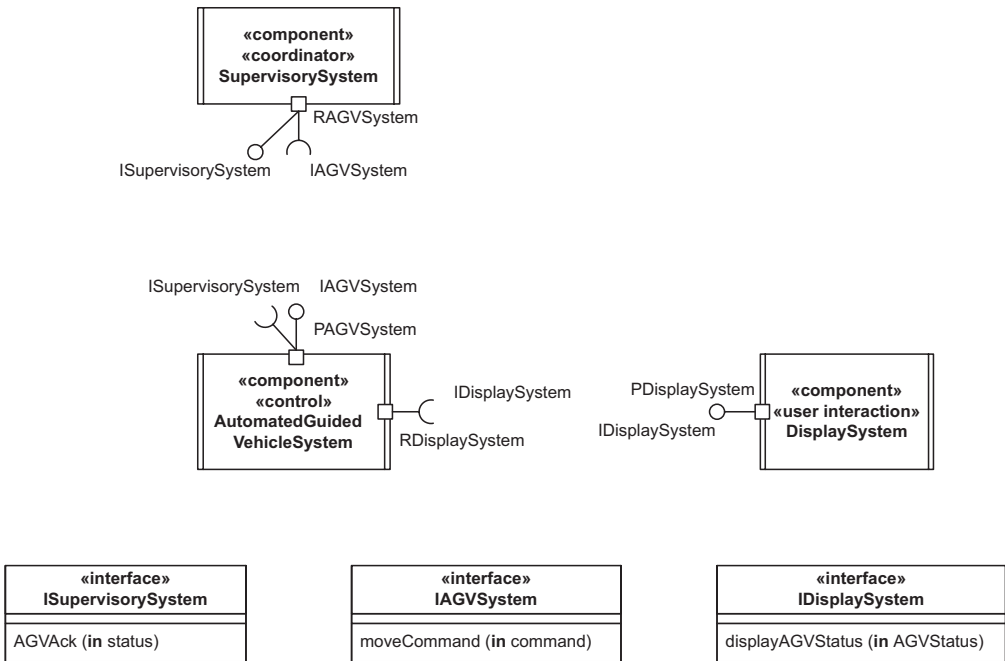 «component»
«coordinator»
SupervisorySystem
RAGVSystem
ISupervisorySystem
IAGVSystem
ISupervisorySystem
IAGVSystem
PAGVSystem
«component»
«control»
AutomatedGuided
VehicleSystem
IDisplaySystem
RDisplaySystem
PDisplaySystem
IDisplaySystem
«component»
«user interaction»
DisplaySystem
«interface»
ISupervisorySystem
AGVAck (in status)
«interface»
IAGVSystem
moveCommand (in command)
«interface»
IDisplaySystem
displayAGVStatus (in AGVStatus)